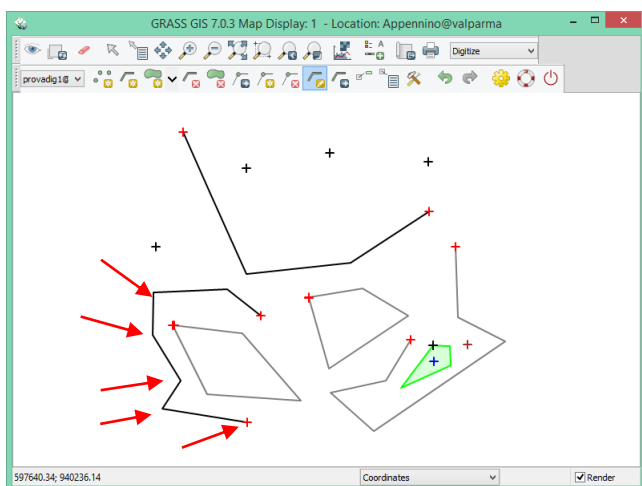 GRASS GIS 7.0.3 Map Display: 1 - Location: Appennino@valparma
Digitize
provadig1@
597640.34; 940236.14
Coordinates
Render